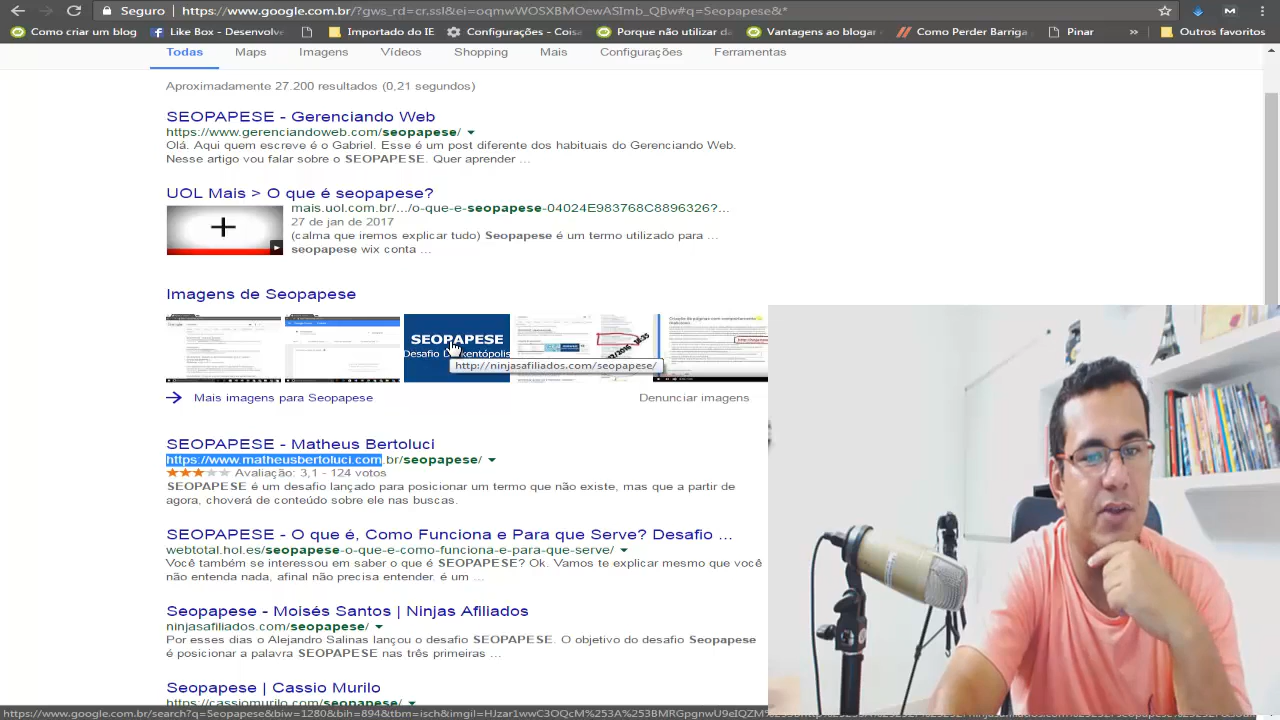 Seguro
https://www.google.com.br/?gws_rd=cr,ssl&ei=oqmwWOSXBMOewASImb_QBw#q=Seopapese&*
Como criar um blog
Like Box - Desenvolve
Importado do IE
Configurações - Coisa
Porque não utilizar da
Vantagens ao blogar
Como Perder Barriga
Pinar
»
Outros favoritos
Todas
Maps
Imagens
Vídeos
Shopping
Mais
Configurações
Ferramentas
Aproximadamente 27.200 resultados (0,21 segundos)
SEOPAPESE - Gerenciando Web
https://www.gerenciandoweb.com/seopapese/
Olá. Aqui quem escreve é o Gabriel. Esse é um post diferente dos habituais do Gerenciando Web.
Nesse artigo vou falar sobre o SEOPAPESE. Quer aprender ...
UOL Mais > O que é seopapese?
mais.uol.com.br/.../o-que-e-seopapese-04024E983768C8896326?...
27 de jan de 2017
(calma que iremos explicar tudo) Seopapese é um termo utilizado para ...
seopapese wix conta ...
Imagens de Seopapese
SEOPAPESE
http://ninjasafiliados.com/seopapese/
Mais imagens para Seopapese
Denunciar imagens
SEOPAPESE - Matheus Bertoluci
https://www.matheusbertoluci.com.br/seopapese/
Avaliação: 3,1 - 124 votos
SEOPAPESE é um desafio lançado para posicionar um termo que não existe, mas que a partir de
agora, choverá de conteúdo sobre ele nas buscas.
SEOPAPESE - O que é, Como Funciona e Para que Serve? Desafio ...
webtotal.hol.es/seopapese-o-que-e-como-funciona-e-para-que-serve/
Você também se interessou em saber o que é SEOPAPESE? Ok. Vamos te explicar mesmo que você
não entenda nada, afinal não precisa entender. é um ...
Seopapese - Moisés Santos | Ninjas Afiliados
ninjasafiliados.com/seopapese/
Por esses dias o Alejandro Salinas lançou o desafio SEOPAPESE. O objetivo do desafio Seopapese
é posicionar a palavra SEOPAPESE nas três primeiras ...
Seopapese | Cassio Murilo
https://cassiomurilo.com/seopapese/